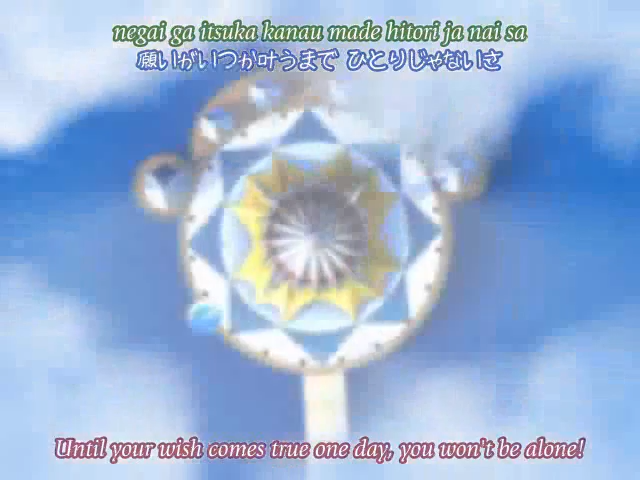 negai ga itsuka kanau made hitori ja nai sa
願いがいつか叶うまで ひとりじゃないさ
Until your wish comes true one day, you won't be alone!